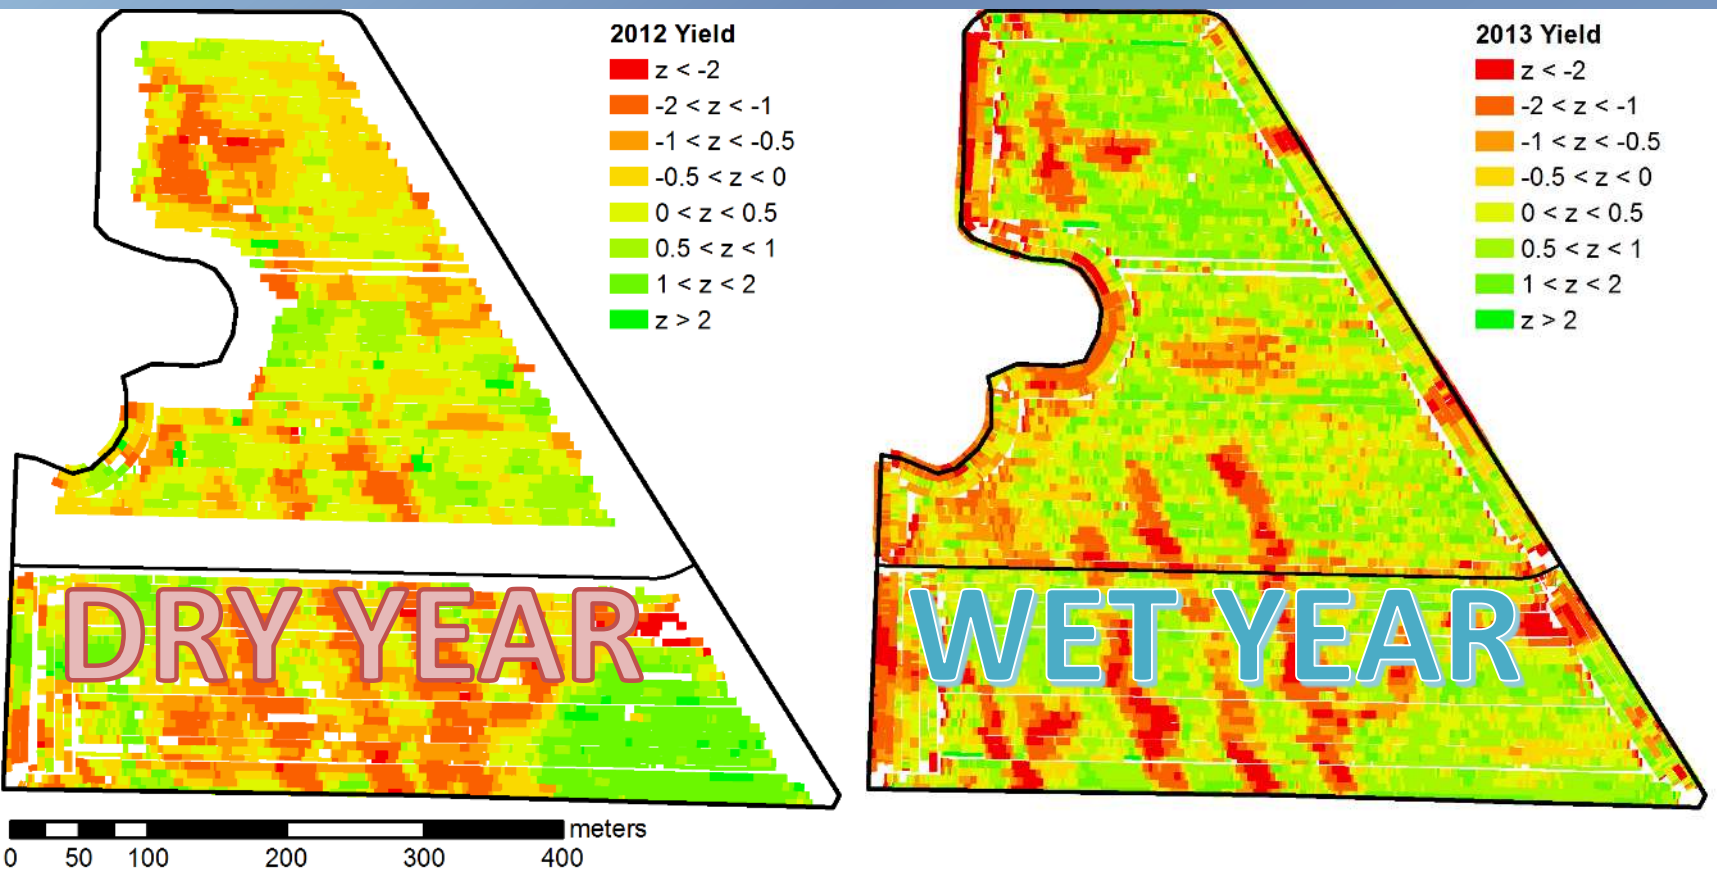 2012 Yield
z < -2
-2 < z < -1
-1 < z < -0.5
-0.5 < z < 0
0 < z < 0.5
0.5 < z < 1
1 < z < 2
z > 2
DRY YEAR
meters
0 50 100 200 300 400
2013 Yield
z < -2
-2 < z < -1
-1 < z < -0.5
-0.5 < z < 0
0 < z < 0.5
0.5 < z < 1
1 < z < 2
z > 2
WET YEAR